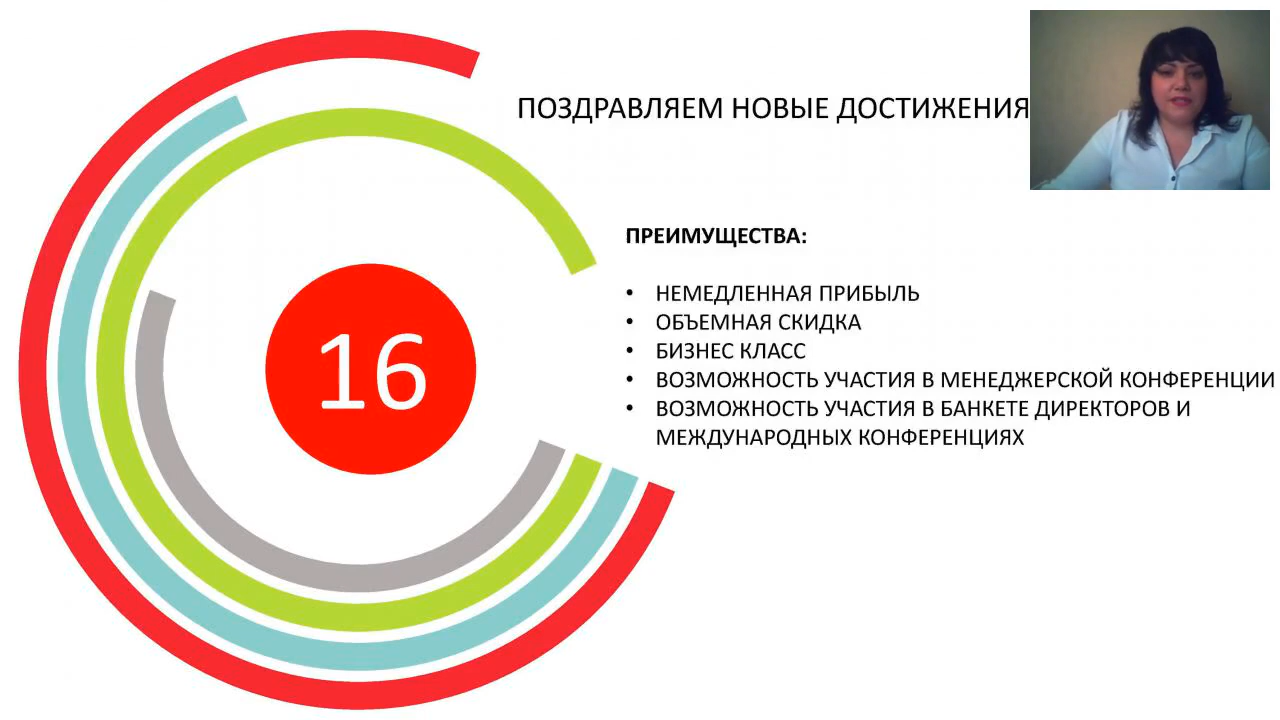 ПОЗДРАВЛЯЕМ НОВЫЕ ДОСТИЖЕНИЯ
ПРЕИМУЩЕСТВА:
• НЕМЕДЛЕННАЯ ПРИБЫЛЬ
• ОБЪЕМНАЯ СКИДКА
• БИЗНЕС КЛАСС
• ВОЗМОЖНОСТЬ УЧАСТИЯ В МЕНЕДЖЕРСКОЙ КОНФЕРЕНЦИИ
• ВОЗМОЖНОСТЬ УЧАСТИЯ В БАНКЕТЕ ДИРЕКТОРОВ И
МЕЖДУНАРОДНЫХ КОНФЕРЕНЦИЯХ
16